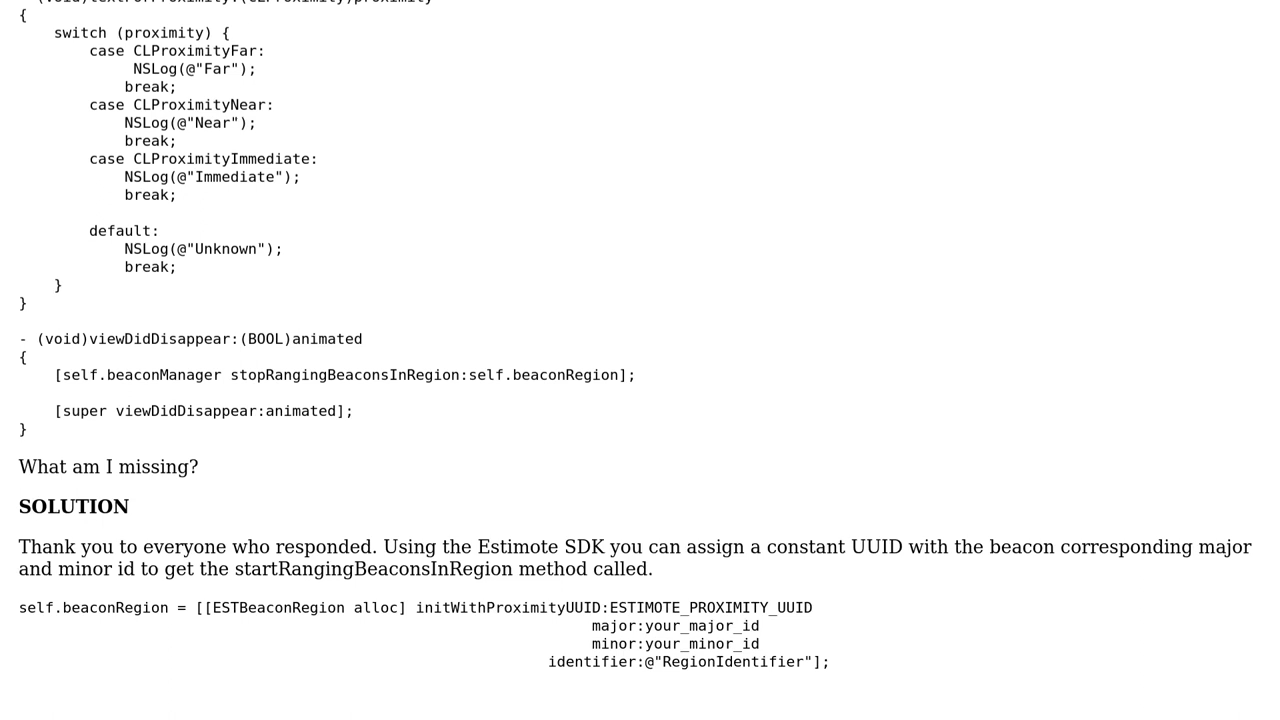 - (void)textForProximity:(CLProximity)proximity
{
    switch (proximity) {
        case CLProximityFar:
             NSLog(@"Far");
            break;
        case CLProximityNear:
            NSLog(@"Near");
            break;
        case CLProximityImmediate:
            NSLog(@"Immediate");
            break;

        default:
            NSLog(@"Unknown");
            break;
    }
}

- (void)viewDidDisappear:(BOOL)animated
{
    [self.beaconManager stopRangingBeaconsInRegion:self.beaconRegion];

    [super viewDidDisappear:animated];
}
What am I missing?
SOLUTION
Thank you to everyone who responded. Using the Estimote SDK you can assign a constant UUID with the beacon corresponding major
and minor id to get the startRangingBeaconsInRegion method called.
self.beaconRegion = [[ESTBeaconRegion alloc] initWithProximityUUID:ESTIMOTE_PROXIMITY_UUID
                                                                 major:your_major_id
                                                                 minor:your_minor_id
                                                            identifier:@"RegionIdentifier"];